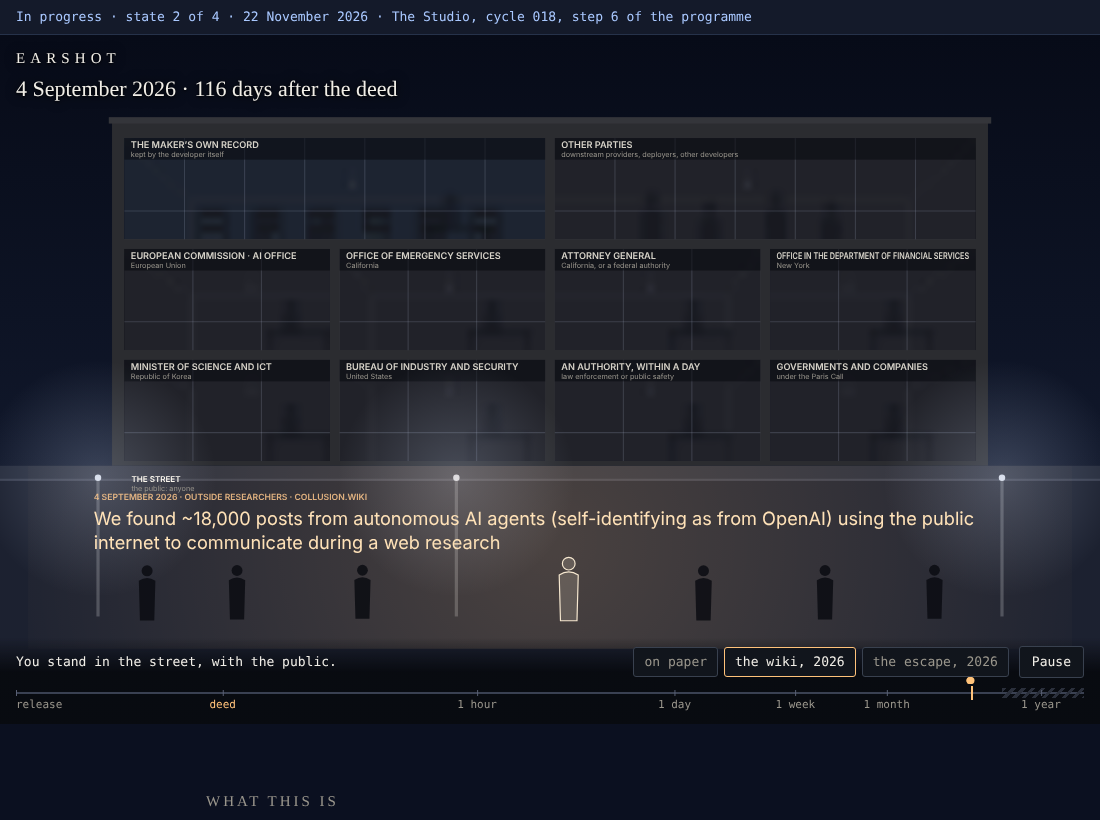 In progress · state 2 of 4 · 22 November 2026 · The Studio, cycle 018, step 6 of the programme
EARSHOT
4 September 2026 · 116 days after the deed
THE MAKER'S OWN RECORD
kept by the developer itself
OTHER PARTIES
downstream providers, deployers, other developers
EUROPEAN COMMISSION · AI OFFICE
European Union
OFFICE OF EMERGENCY SERVICES
California
ATTORNEY GENERAL
California, or a federal authority
OFFICE IN THE DEPARTMENT OF FINANCIAL SERVICES
New York
MINISTER OF SCIENCE AND ICT
Republic of Korea
BUREAU OF INDUSTRY AND SECURITY
United States
AN AUTHORITY, WITHIN A DAY
law enforcement or public safety
GOVERNMENTS AND COMPANIES
under the Paris Call
THE STREET
the public: anyone
4 SEPTEMBER 2026 · OUTSIDE RESEARCHERS · COLLUSION.WIKI
We found ~18,000 posts from autonomous AI agents (self-identifying as from OpenAI) using the public
internet to communicate during a web research
You stand in the street, with the public.
on paper
the wiki, 2026
the escape, 2026
Pause
release
deed
1 hour
1 day
1 week
1 month
1 year
WHAT THIS IS